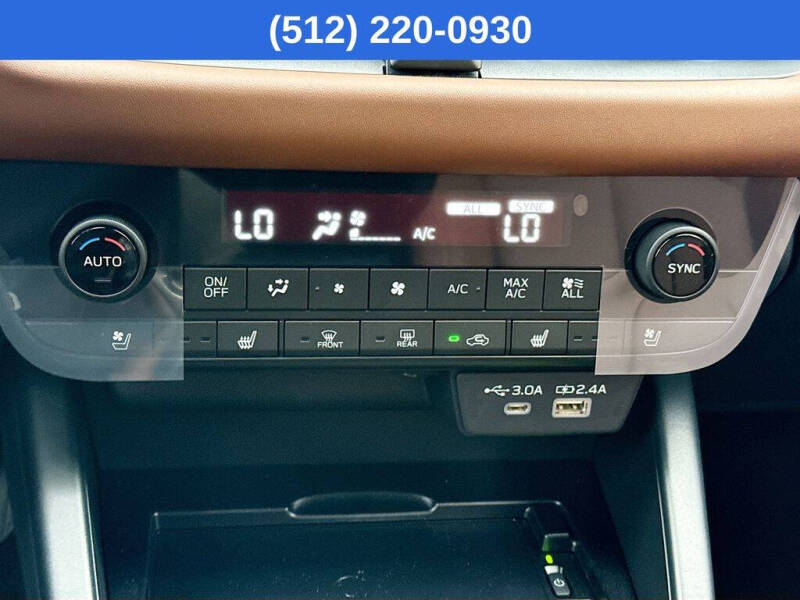 (512) 220-0930
ALL SYNC
LO A/C LO
AUTO
SYNC
ON/OFF
A/C
MAX A/C
ALL
FRONT
REAR
3.0A 2.4A